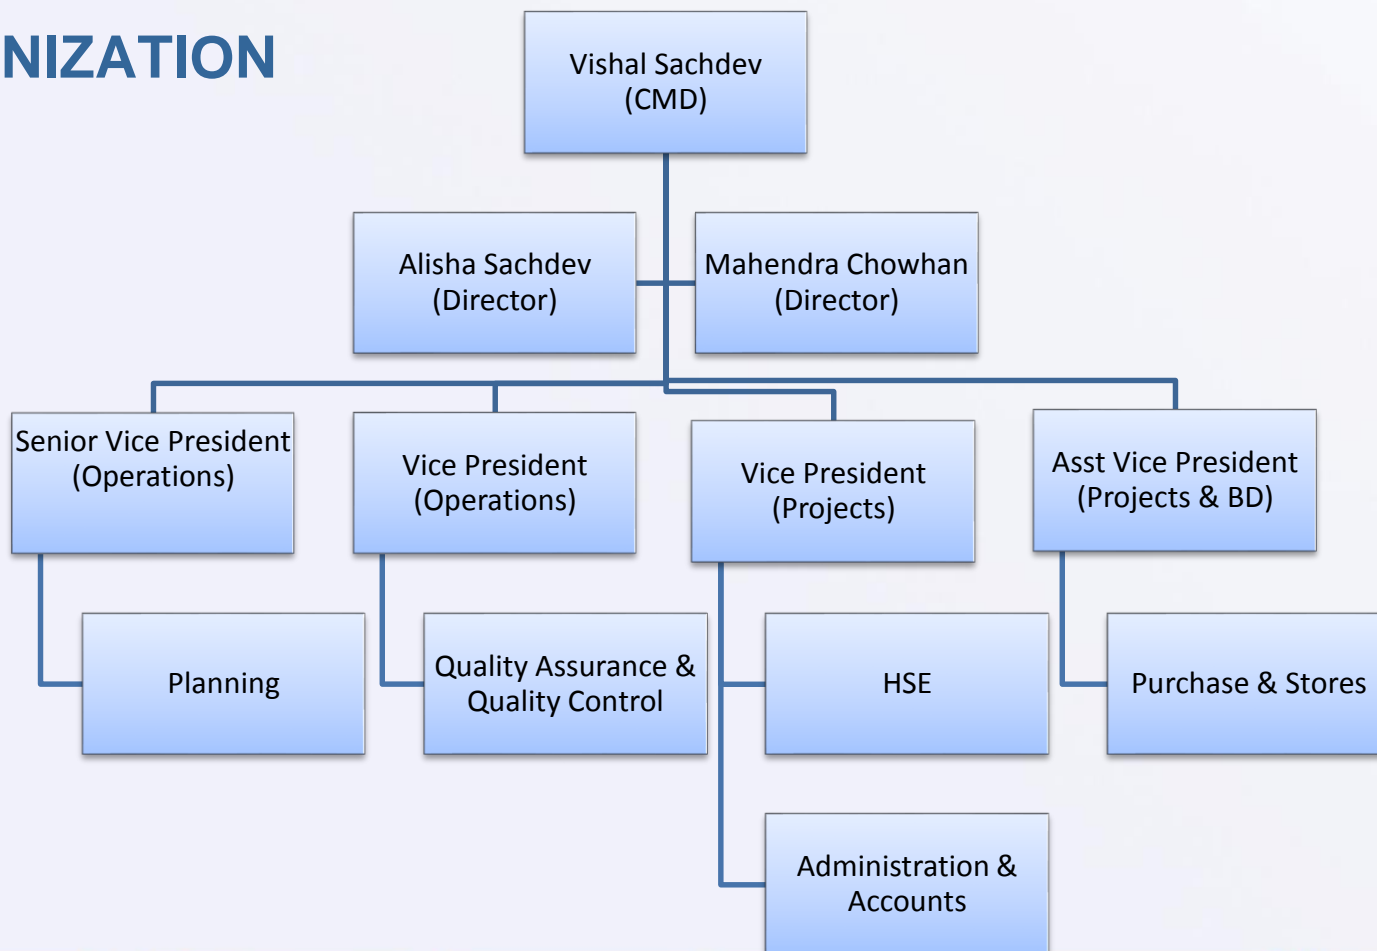 NIZATION
Vishal Sachdev
(CMD)
Alisha Sachdev
(Director)
Mahendra Chowhan
(Director)
Senior Vice President
(Operations)
Vice President
(Operations)
Vice President
(Projects)
Asst Vice President
(Projects & BD)
Planning
Quality Assurance &
Quality Control
HSE
Purchase & Stores
Administration &
Accounts